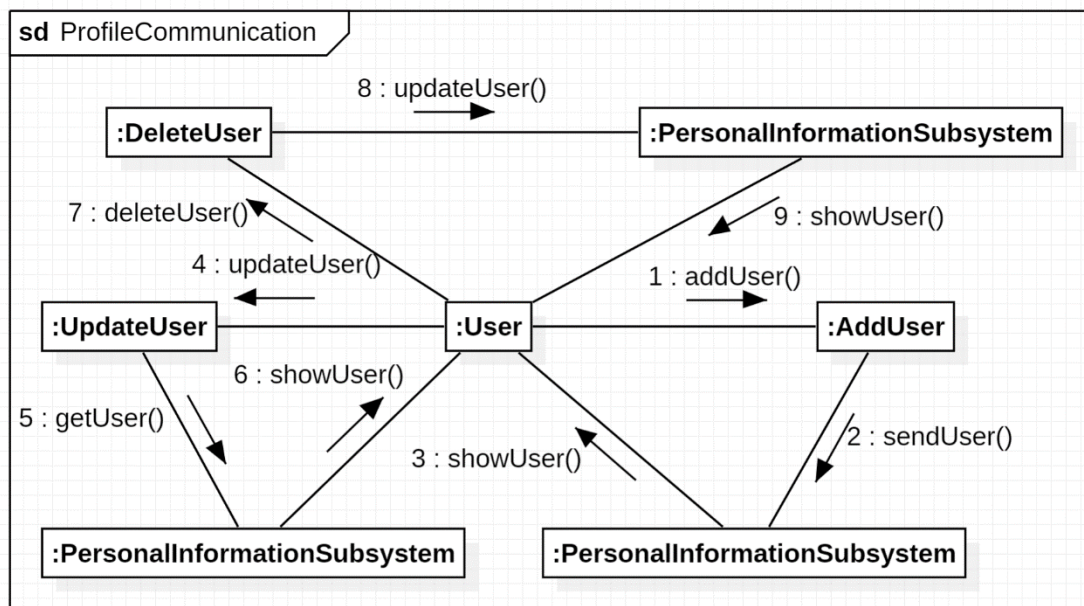 sd ProfileCommunication
8 : updateUser()
:DeleteUser
:PersonalInformationSubsystem
7 : deleteUser()
9 : showUser()
4 : updateUser()
1 : addUser()
:UpdateUser
:User
:AddUser
6 : showUser()
5 : getUser()
3 : showUser()
2 : sendUser()
:PersonalInformationSubsystem
:PersonalInformationSubsystem